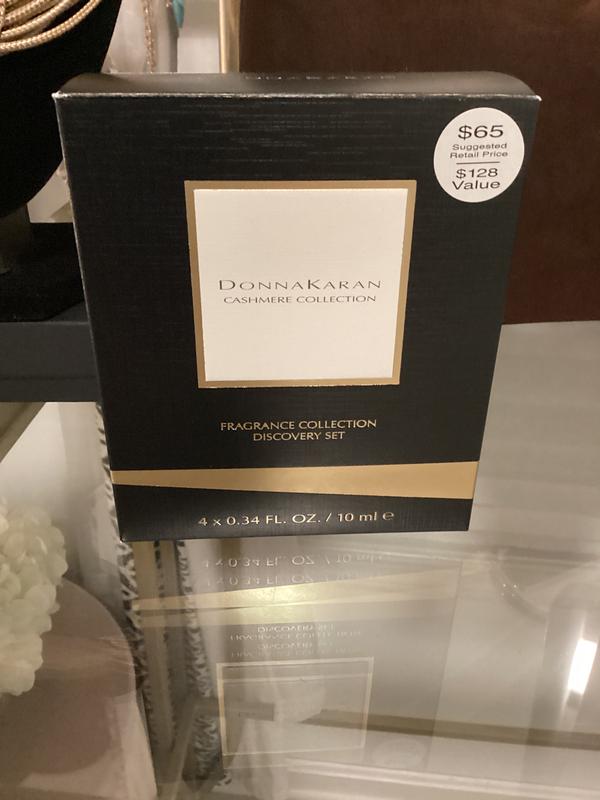 $65
Suggested
Retail Price
$128
Value
DONNAKARAN
CASHMERE COLLECTION
FRAGRANCE COLLECTION
DISCOVERY SET
4 x 0.34 FL. OZ. / 10 ml ℮